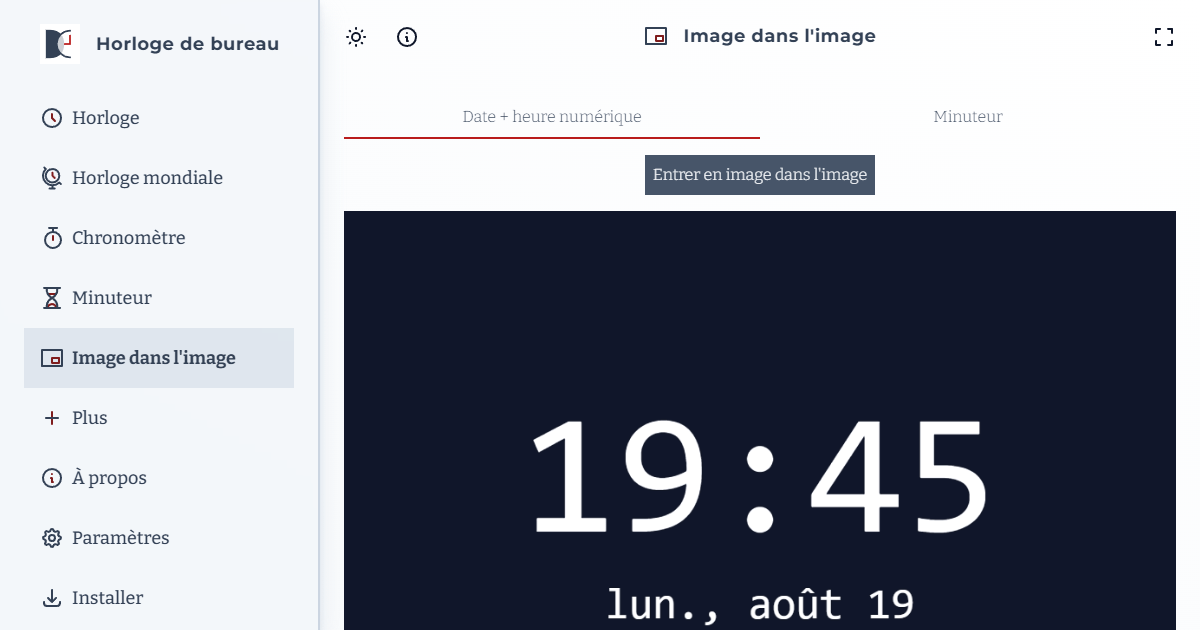 Horloge de bureau
Horloge
Horloge mondiale
Chronomètre
Minuteur
Image dans l'image
Plus
À propos
Paramètres
Installer
Image dans l'image
Date + heure numérique
Minuteur
Entrer en image dans l'image
19:45
lun., août 19